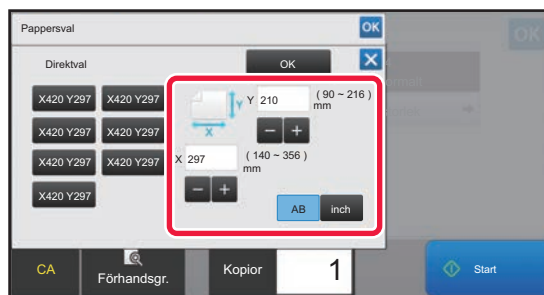 Pappersval
OK
Direktval
OK
X420 Y297
X420 Y297
X420 Y297
X420 Y297
X420 Y297
X420 Y297
X420 Y297
Y 210 ( 90 ~ 216 )
mm
Y
X
X 297 ( 140 ~ 356 )
mm
AB inch
CA
Förhandsgr.
Kopior
1
Start
OK